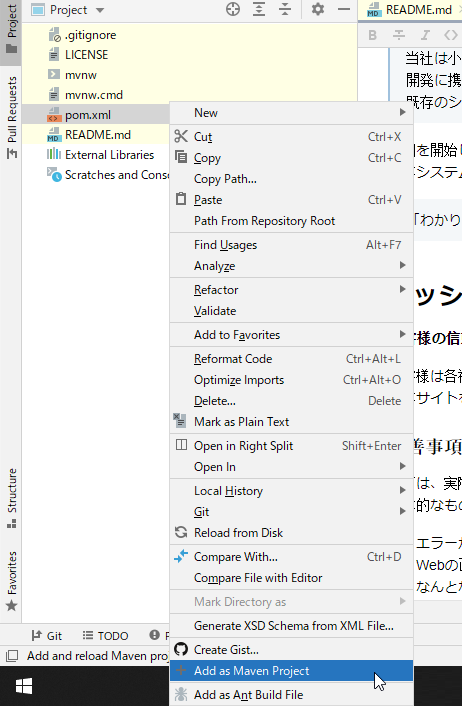 Project
Pull Requests
Structure
Favorites
Project
README.md
.gitignore
LICENSE
mvnw
mvnw.cmd
pom.xml
README.md
External Libraries
Scratches and Conso
B
I
当社は小
開発に携
既存のシ
を開始し
システム
「わかり
ッシ
様の信
様は各社
サイトを
善事項
は、実際
的なもの
エラーが
Webの画
なんとな
New
Cut Ctrl+X
Copy Ctrl+C
Copy Path...
Paste Ctrl+V
Path From Repository Root
Find Usages Alt+F7
Analyze
Refactor
Validate
Add to Favorites
Reformat Code Ctrl+Alt+L
Optimize Imports Ctrl+Alt+O
Delete... Delete
Mark as Plain Text
Open in Right Split Shift+Enter
Open In
Local History
Git
Reload from Disk
Compare With... Ctrl+D
Compare File with Editor
Mark Directory as
Generate XSD Schema from XML File...
Create Gist...
Add as Maven Project
Add as Ant Build File
Git
TODO
Add and reload Maven proj